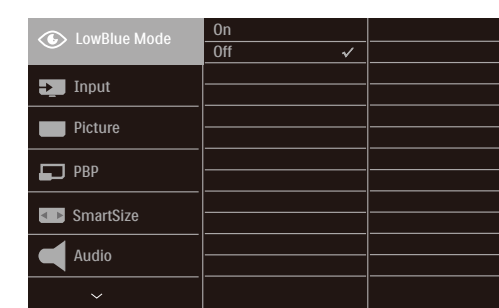 LowBlue Mode
On
Off
Input
Picture
PBP
SmartSize
Audio